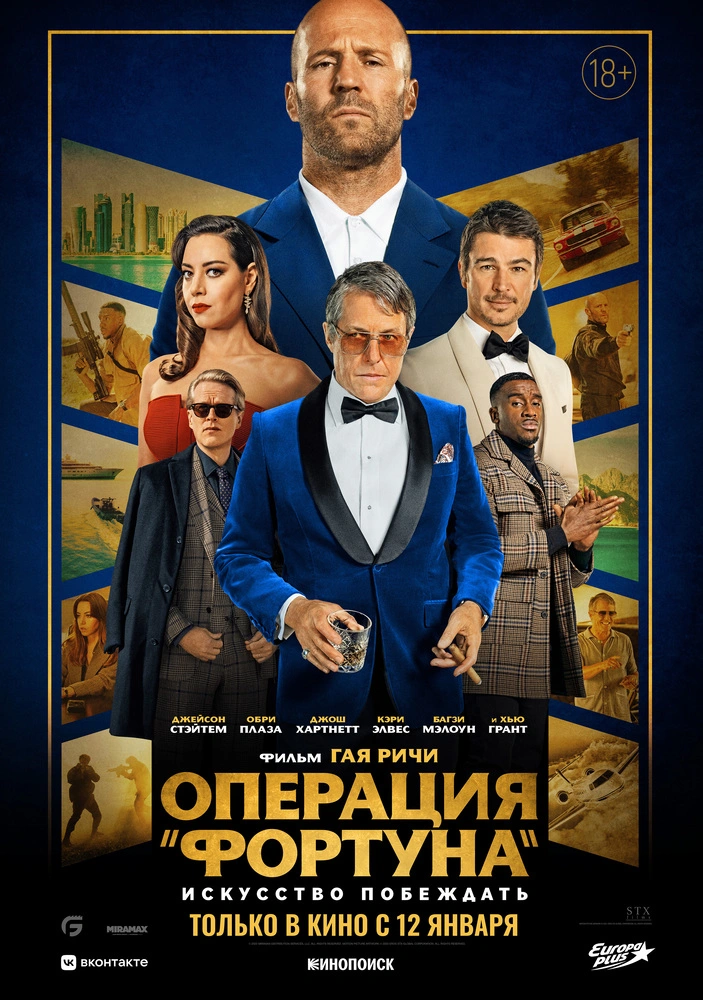 18+
ДЖЕЙСОН СТЭЙТЕМ
ОБРИ ПЛАЗА
ДЖОШ ХАРТНЕТТ
КЭРИ ЭЛВЕС
БАГЗИ МЭЛОУН
И ХЬЮ ГРАНТ
ФИЛЬМ ГАЯ РИЧИ
ОПЕРАЦИЯ
"ФОРТУНА"
ИСКУССТВО ПОБЕЖДАТЬ
ТОЛЬКО В КИНО С 12 ЯНВАРЯ
MIRAMAX
STX
FILMS
ВКОНТАКТЕ
КИНОПОИСК
Europa
plus